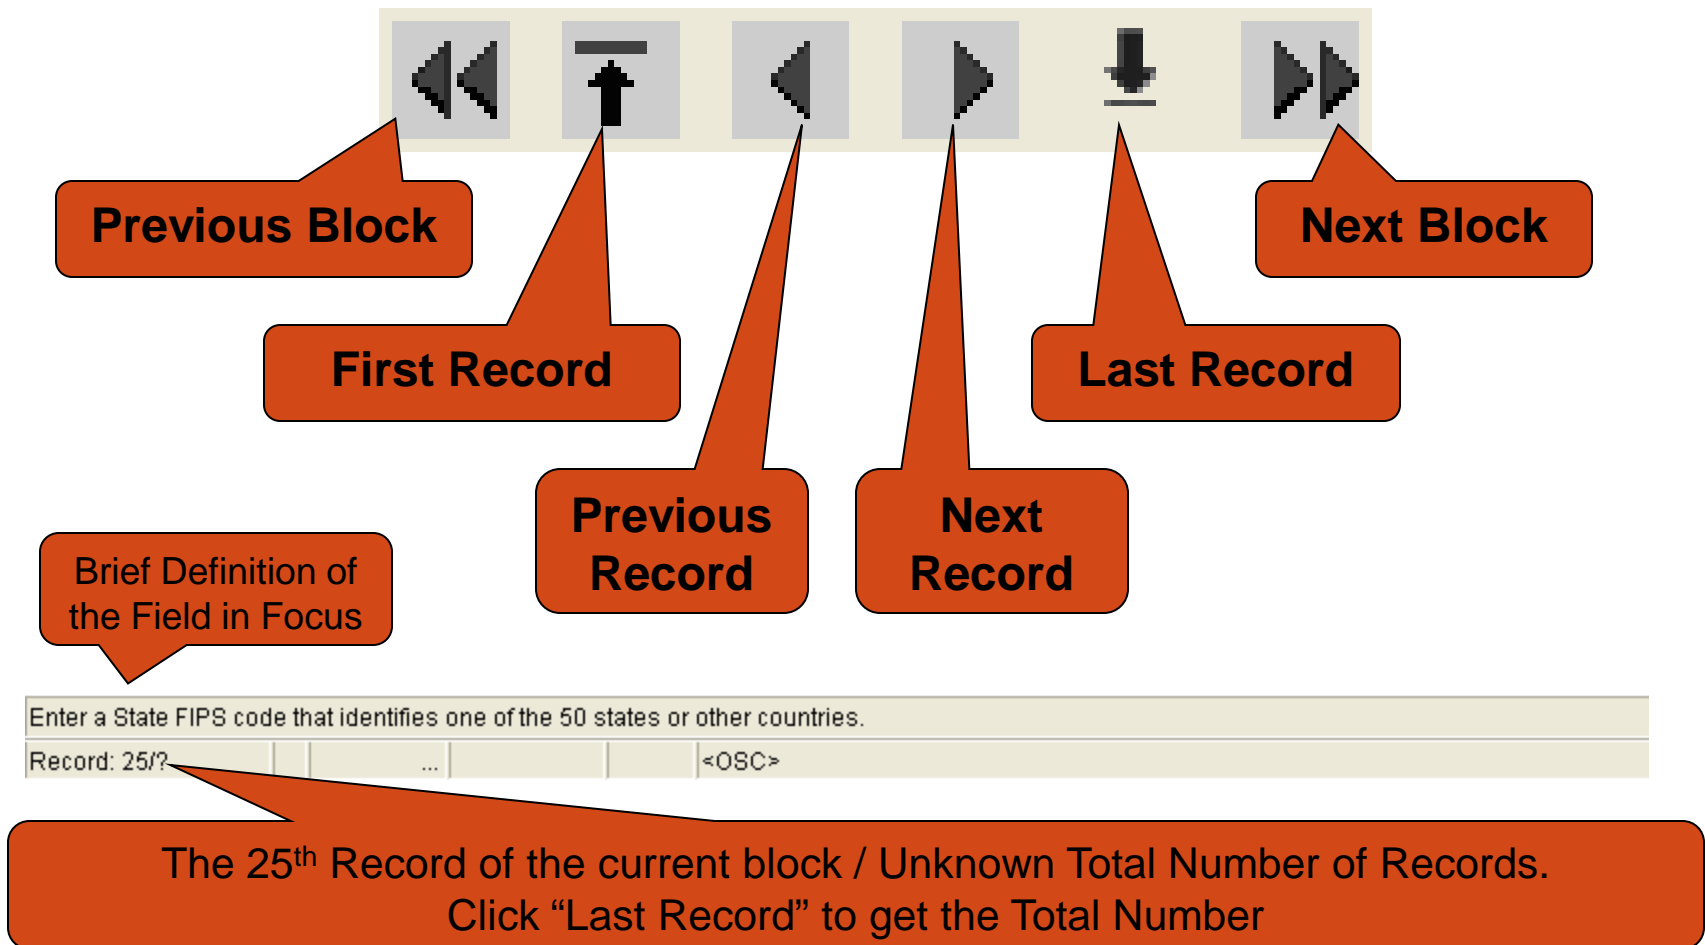 Previous Block
Next Block
First Record
Last Record
Previous
Record
Next
Record
Brief Definition of
the Field in Focus
Enter a State FIPS code that identifies one of the 50 states or other countries.
Record: 25/? ... <OSC>
The 25th Record of the current block / Unknown Total Number of Records.
Click “Last Record” to get the Total Number